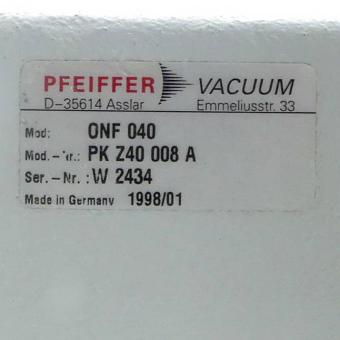 PFEIFFER VACUUM
D-35614 Asslar Emmeliusstr. 33
Mod: ONF 040
Mod.-Nr.: PK Z40 008 A
Ser.-Nr.: W 2434
Made in Germany 1998/01